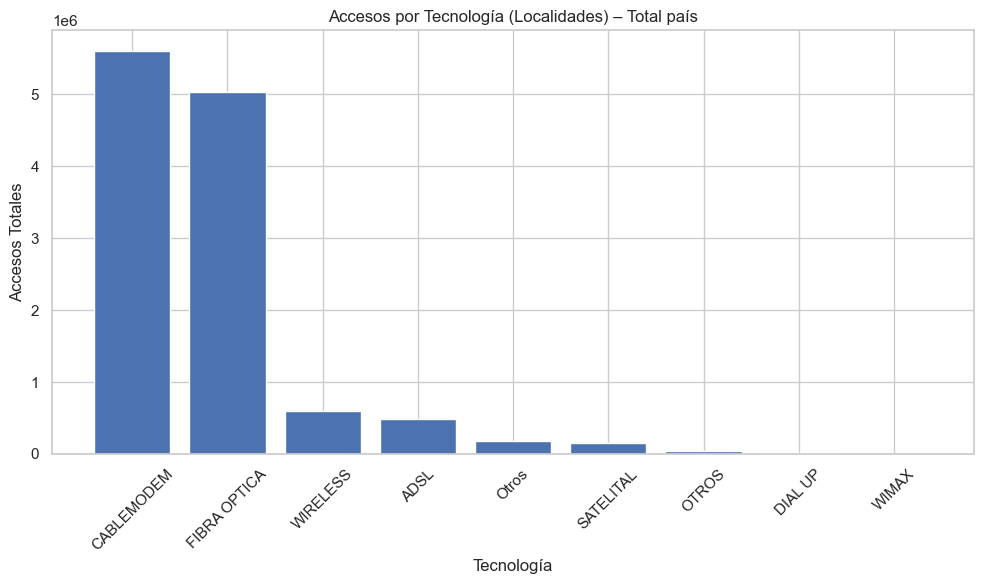 Accesos por Tecnología (Localidades) – Total país
1e6
5
4
3
2
1
0
Accesos Totales
CABLEMODEM
FIBRA OPTICA
WIRELESS
ADSL
Otros
SATELITAL
OTROS
DIAL UP
WIMAX
Tecnología